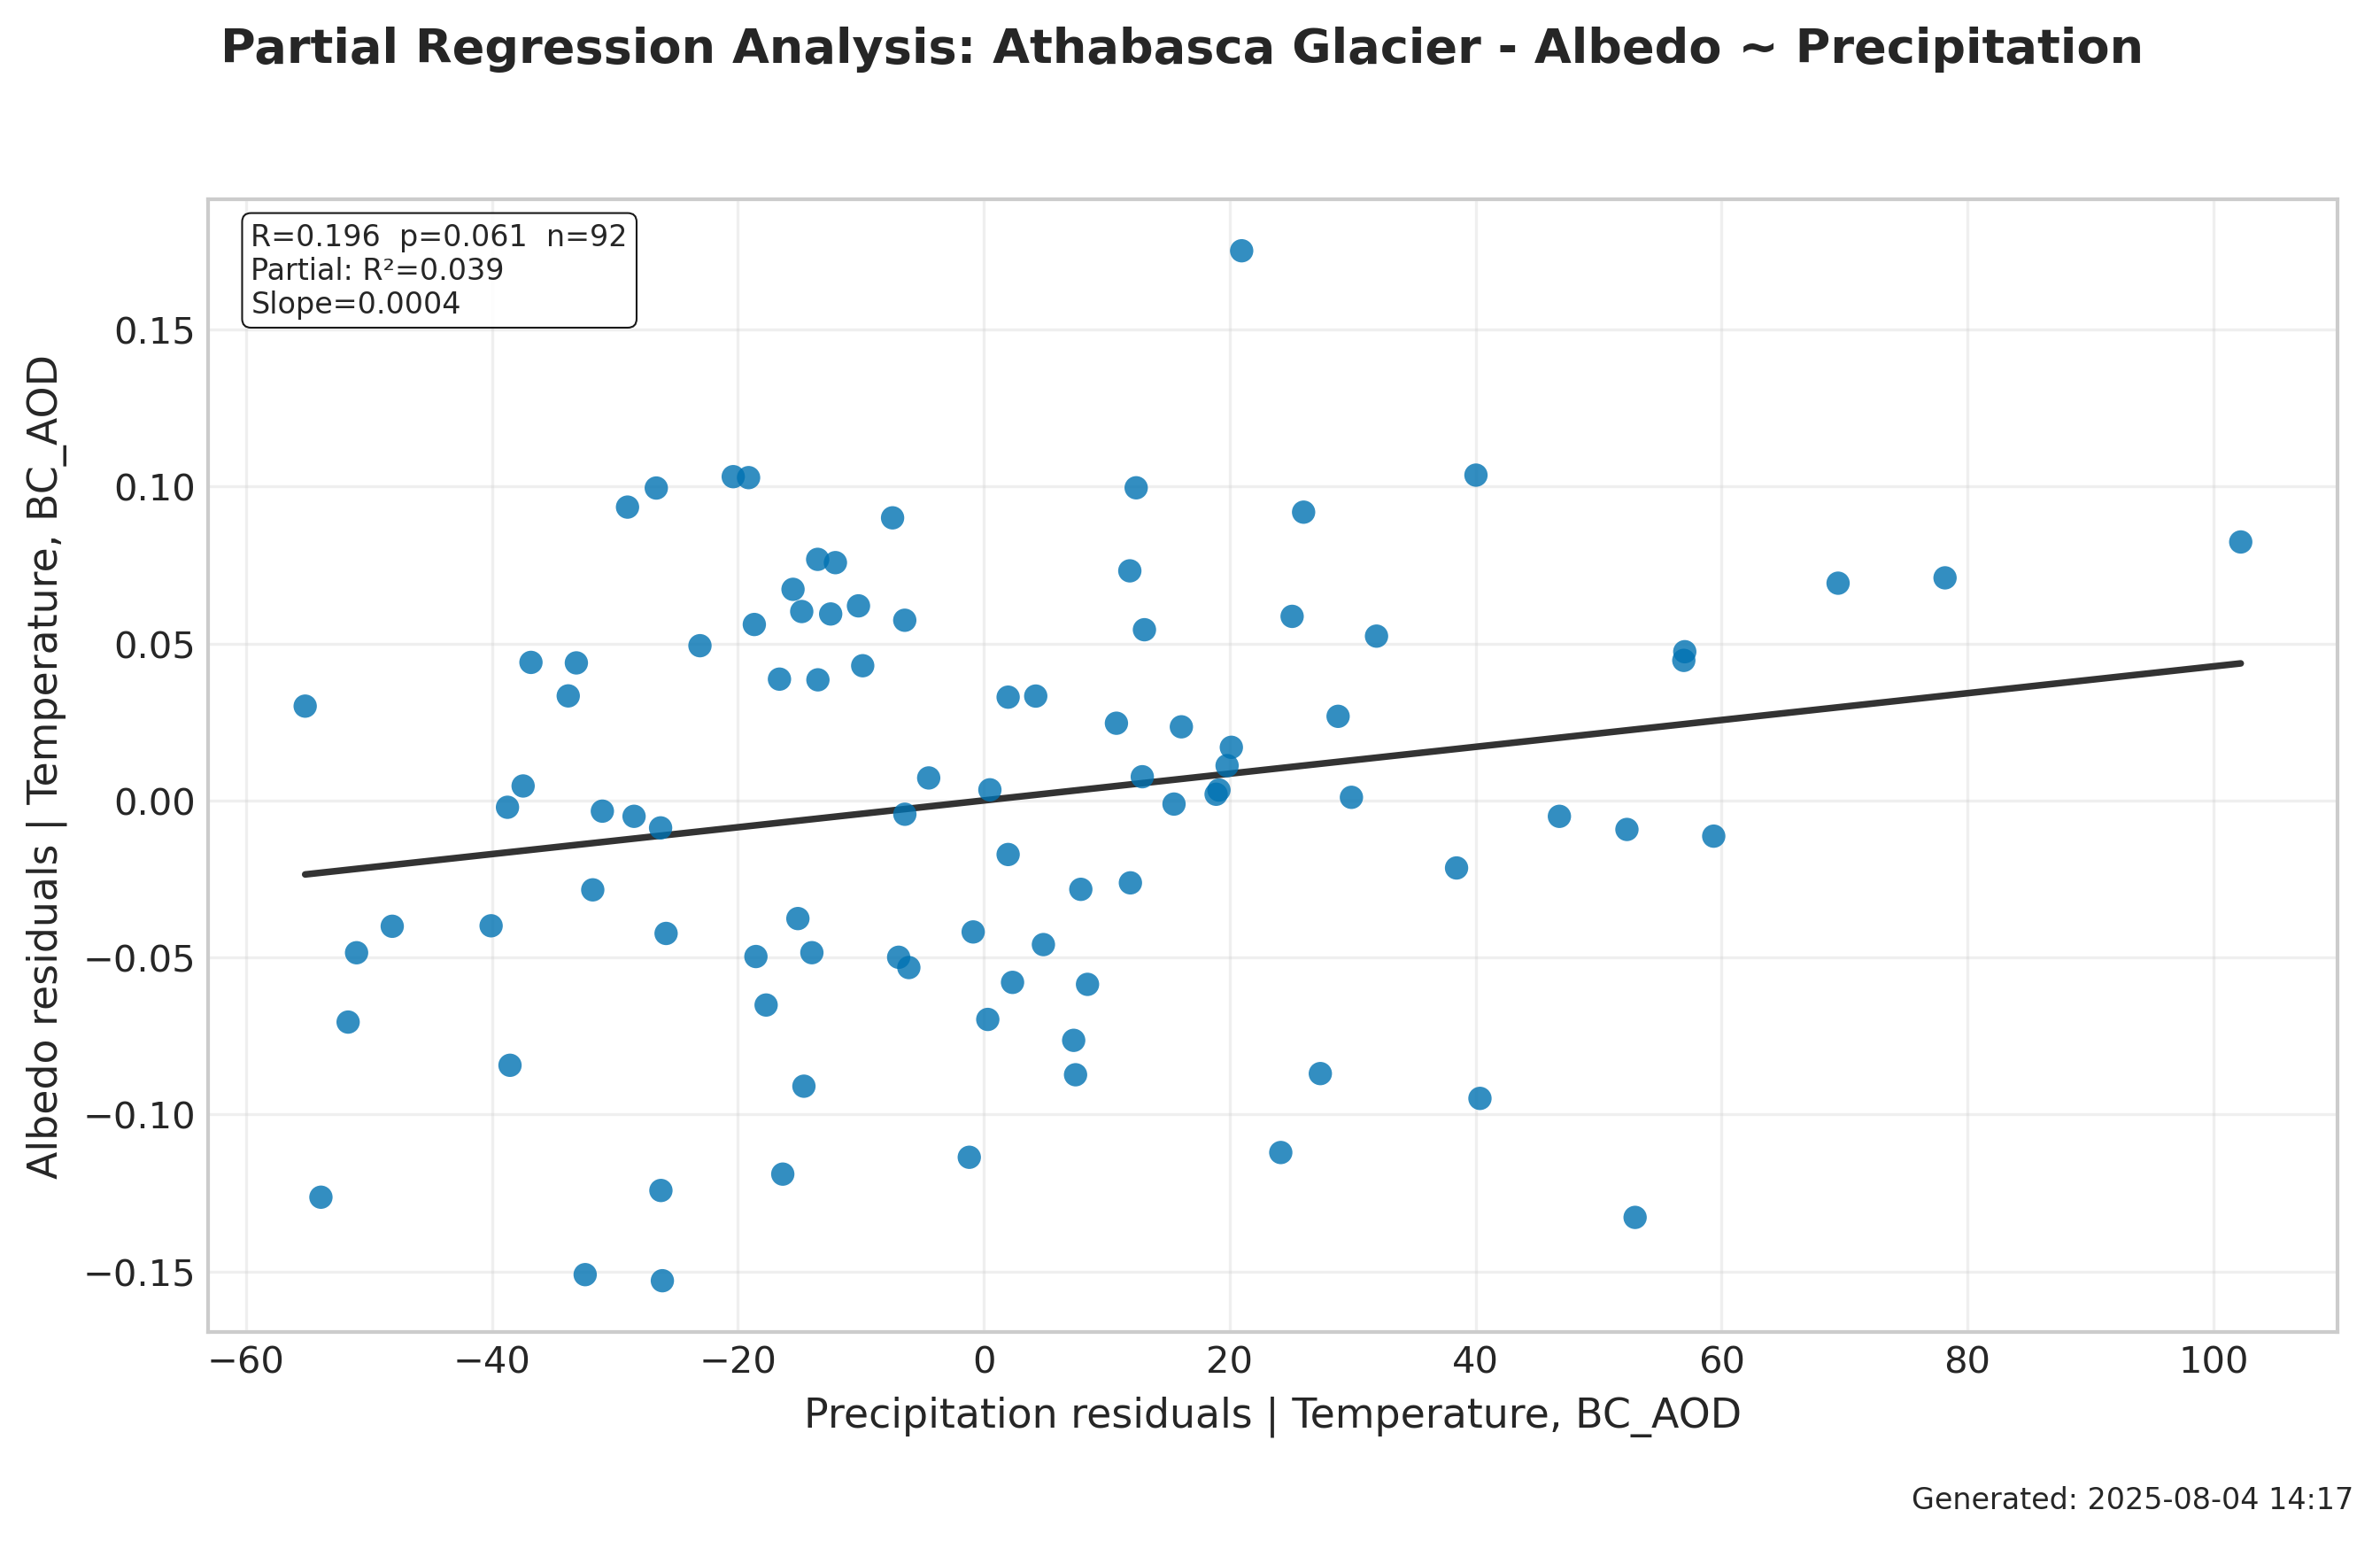 Partial Regression Analysis: Athabasca Glacier - Albedo ~ Precipitation
R=0.196  p=0.061  n=92
Partial: R²=0.039
Slope=0.0004
Albedo residuals | Temperature, BC_AOD
0.15
0.10
0.05
0.00
−0.05
−0.10
−0.15
−60 −40 −20 0 20 40 60 80 100
Precipitation residuals | Temperature, BC_AOD
Generated: 2025-08-04 14:17